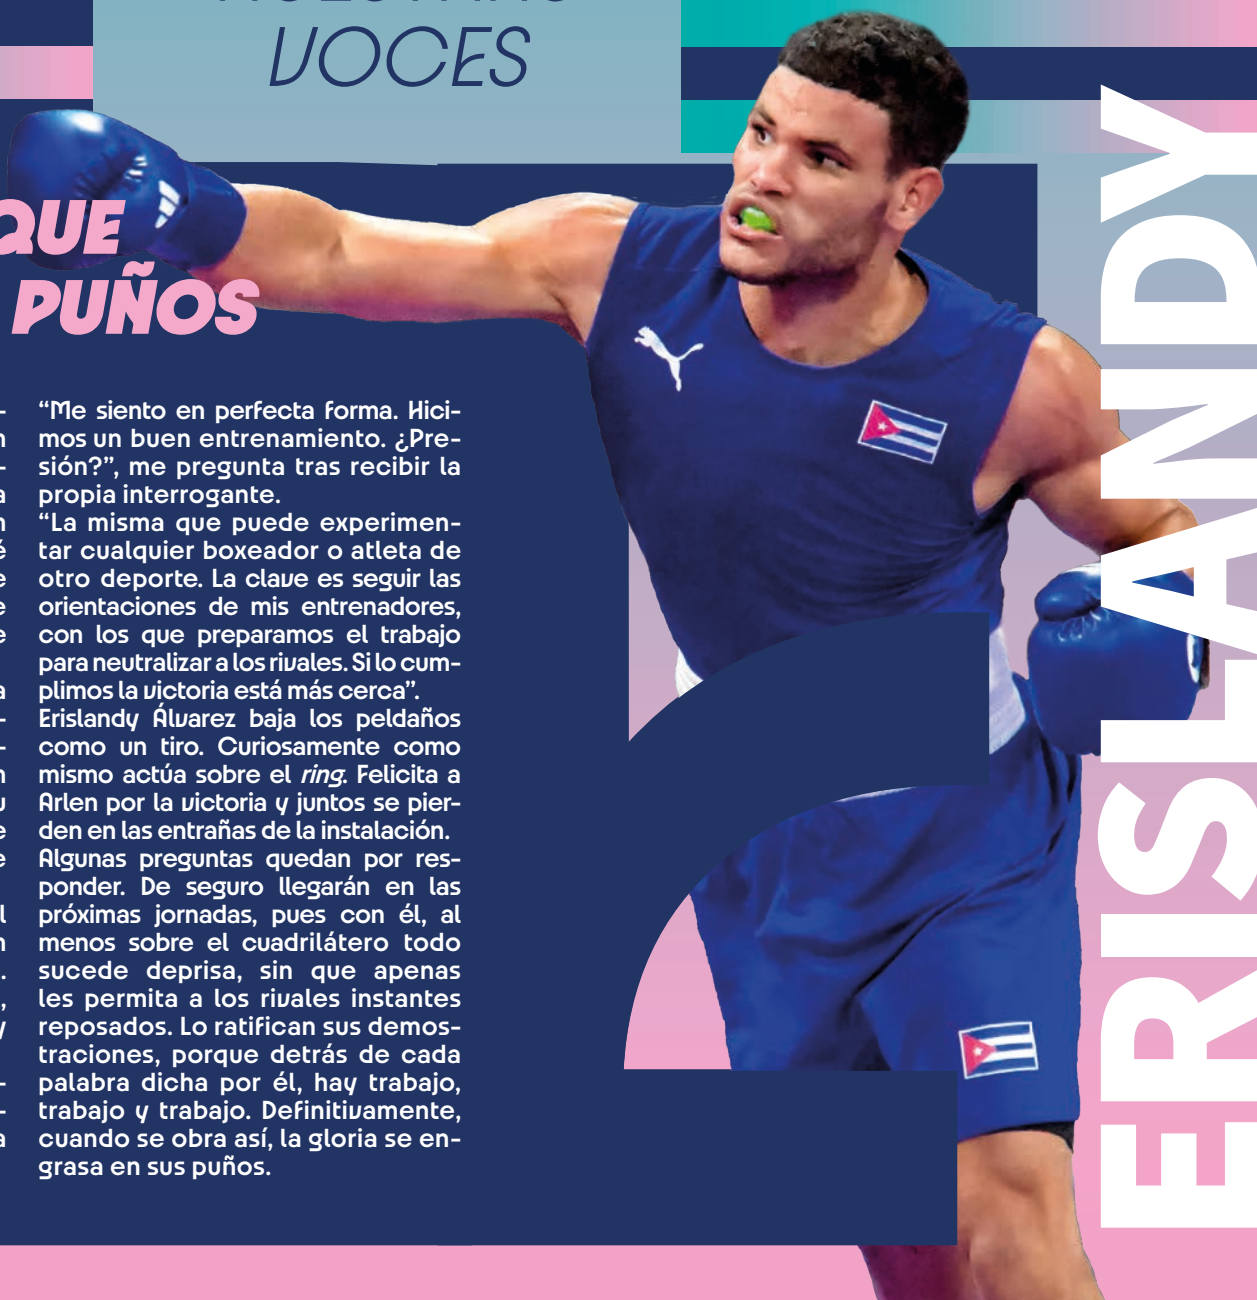 VOCES
QUE
PUÑOS
“Me siento en perfecta forma. Hici-
mos un buen entrenamiento. ¿Pre-
sión?”, me pregunta tras recibir la
propia interrogante.
“La misma que puede experimen-
tar cualquier boxeador o atleta de
otro deporte. La clave es seguir las
orientaciones de mis entrenadores,
con los que preparamos el trabajo
para neutralizar a los rivales. Si lo cum-
plimos la victoria está más cerca”.
Erislandy Álvarez baja los peldaños
como un tiro. Curiosamente como
mismo actúa sobre el ring. Felicita a
Arlen por la victoria y juntos se pier-
den en las entrañas de la instalación.
Algunas preguntas quedan por res-
ponder. De seguro llegarán en las
próximas jornadas, pues con él, al
menos sobre el cuadrilátero todo
sucede deprisa, sin que apenas
les permita a los rivales instantes
reposados. Lo ratifican sus demos-
traciones, porque detrás de cada
palabra dicha por él, hay trabajo,
trabajo y trabajo. Definitivamente,
cuando se obra así, la gloria se en-
grasa en sus puños.
ERISLANDY